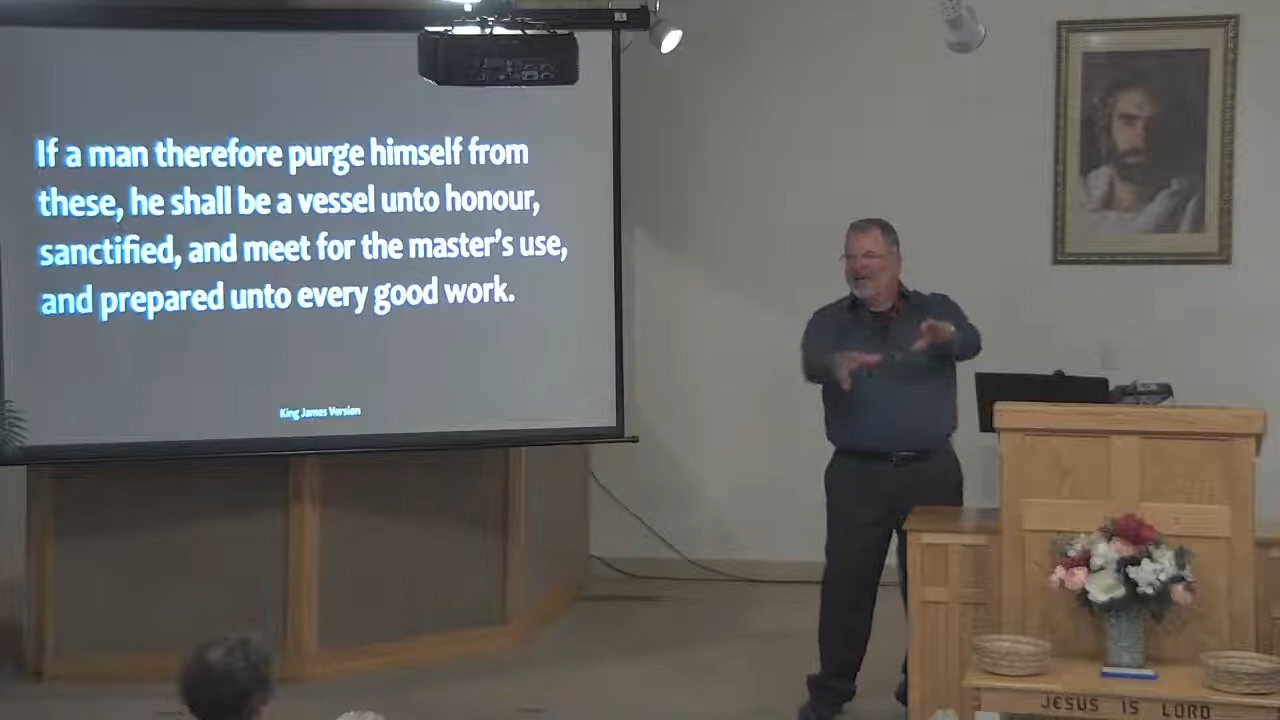 If a man therefore purge himself from
these, he shall be a vessel unto honour,
sanctified, and meet for the master's use,
and prepared unto every good work.
King James Version
JESUS IS LORD